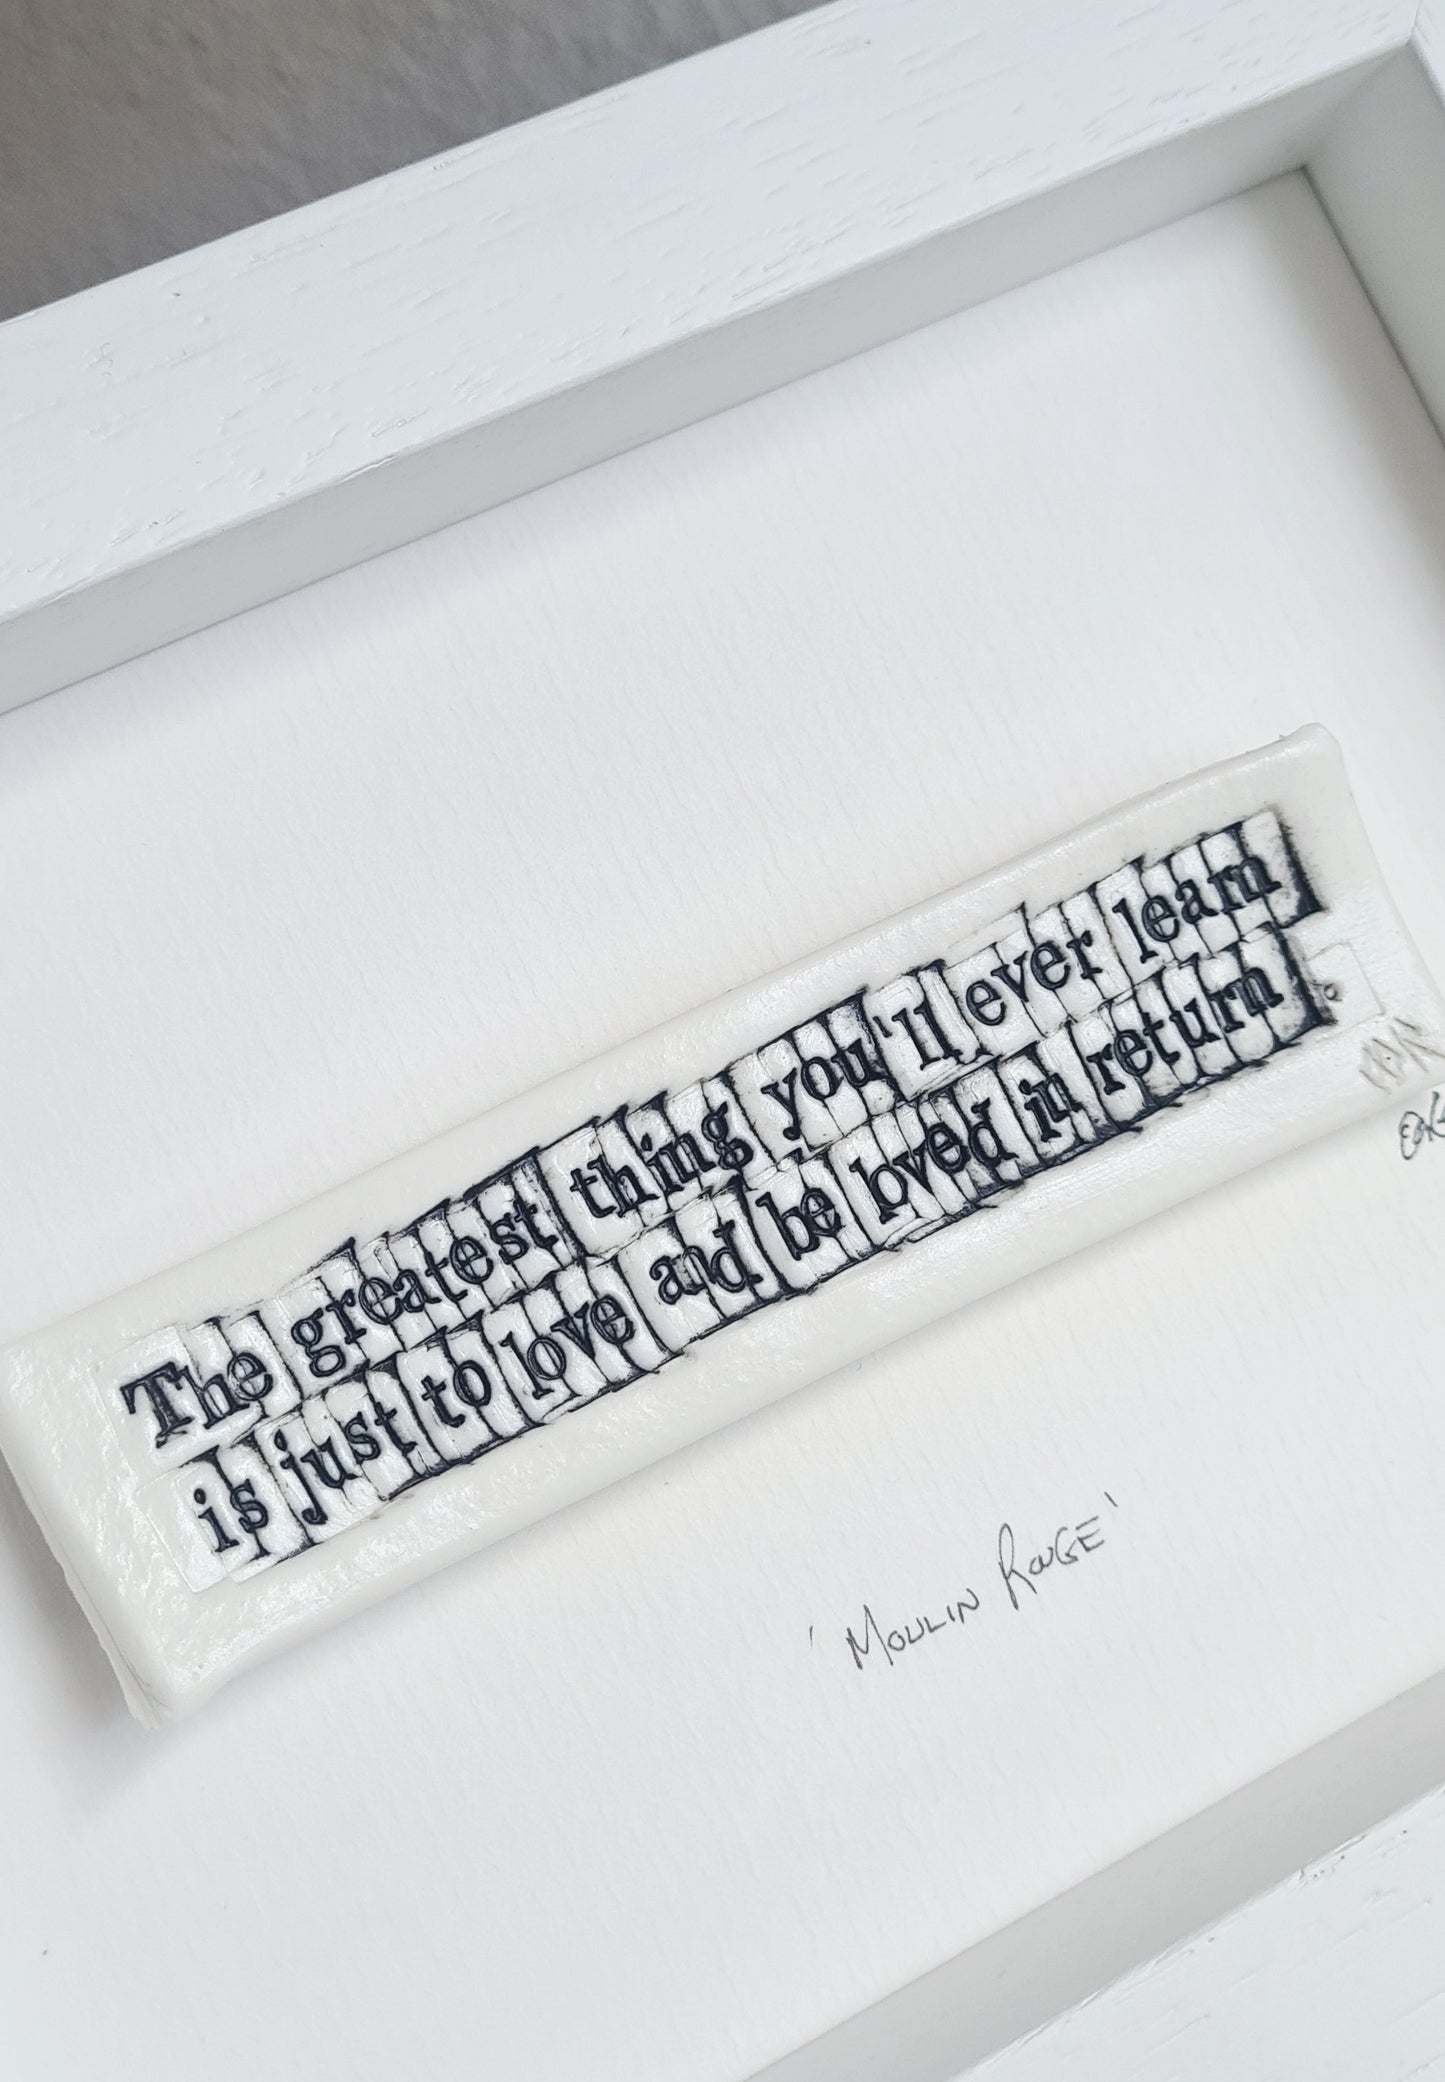 The greatest thing you'll ever learn
is just to love and be loved in return.
'MOULIN ROUGE'